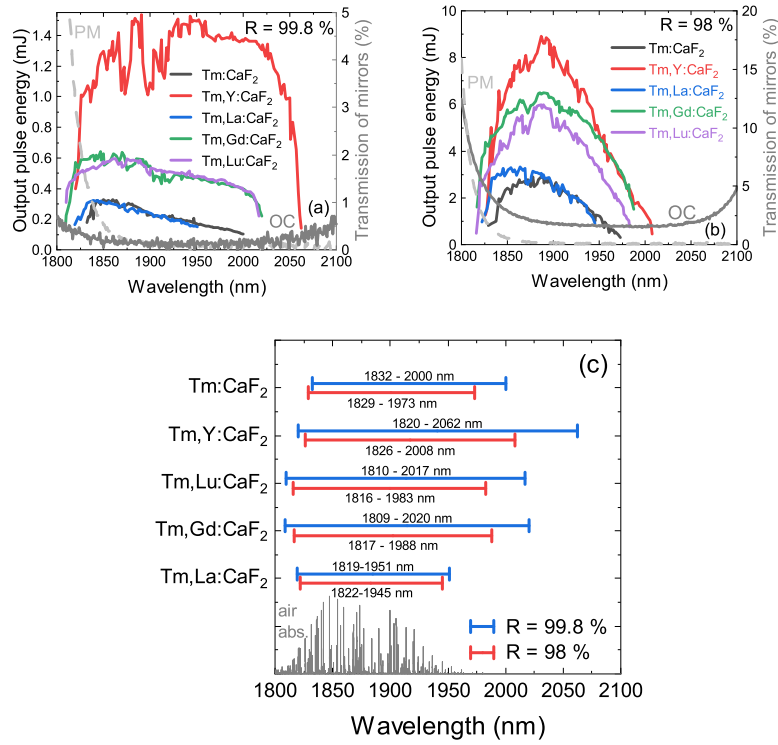 R = 99.8 %
PM
1.4
1.2
1.0
0.8
0.6
0.4
0.2
0.0
Output pulse energy (mJ)
Tm:CaF2
Tm,Y:CaF2
Tm,La:CaF2
Tm,Gd:CaF2
Tm,Lu:CaF2
OC
(a)
5
4
3
2
1
0
Transmission of mirrors (%)
1800 1850 1900 1950 2000 2050 2100
Wavelength (nm)
R = 98 %
PM
10
8
6
4
2
0
Output pulse energy (mJ)
Tm:CaF2
Tm,Y:CaF2
Tm,La:CaF2
Tm,Gd:CaF2
Tm,Lu:CaF2
OC
(b)
20
15
10
5
0
Transmission of mirrors (%)
1800 1850 1900 1950 2000 2050 2100
Wavelength (nm)
(c)
Tm:CaF2
1832 - 2000 nm
1829 - 1973 nm
Tm,Y:CaF2
1820 - 2062 nm
1826 - 2008 nm
Tm,Lu:CaF2
1810 - 2017 nm
1816 - 1983 nm
Tm,Gd:CaF2
1809 - 2020 nm
1817 - 1988 nm
Tm,La:CaF2
1819-1951 nm
1822-1945 nm
air
abs.
R = 99.8 %
R = 98 %
1800 1850 1900 1950 2000 2050 2100
Wavelength (nm)